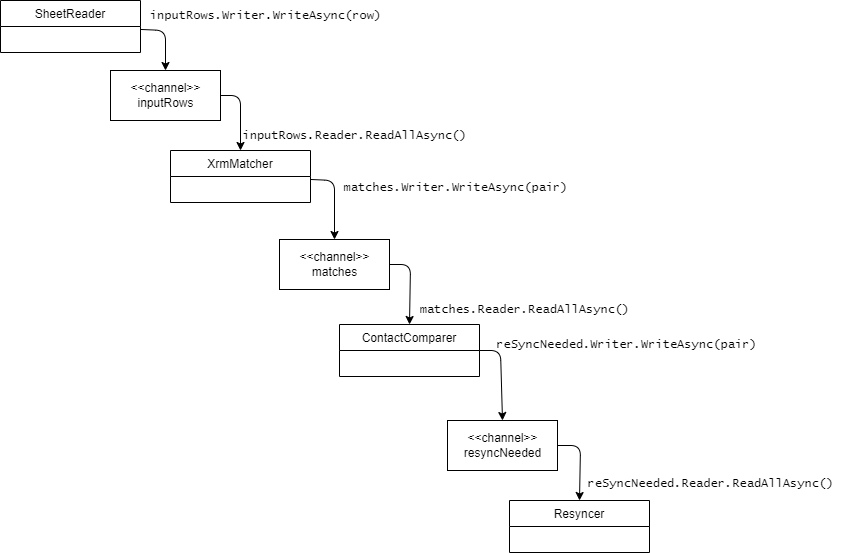 SheetReader
inputRows.Writer.WriteAsync(row)
<<channel>>
inputRows
inputRows.Reader.ReadAllAsync()
XrmMatcher
matches.Writer.WriteAsync(pair)
<<channel>>
matches
matches.Reader.ReadAllAsync()
ContactComparer
reSyncNeeded.Writer.WriteAsync(pair)
<<channel>>
resyncNeeded
reSyncNeeded.Reader.ReadAllAsync()
Resyncer